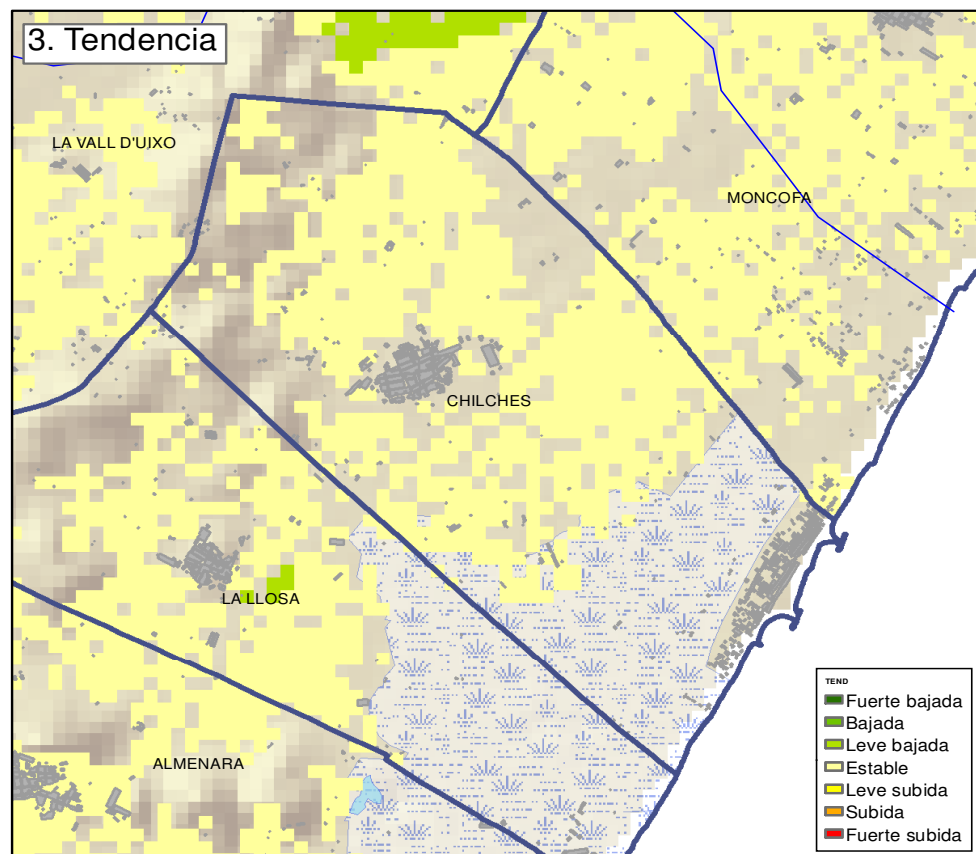 3. Tendencia
LA VALL D'UIXO
MONCOFA
CHILCHES
LA LLOSA
ALMENARA
TEND
Fuerte bajada
Bajada
Leve bajada
Estable
Leve subida
Subida
Fuerte subida